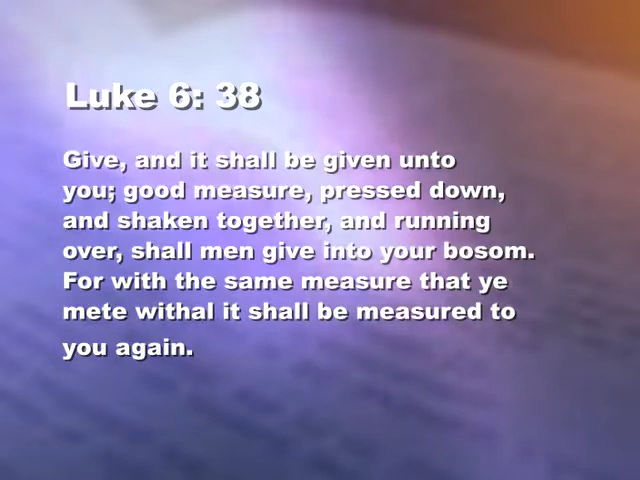 Luke 6: 38
Give, and it shall be given unto
you; good measure, pressed down,
and shaken together, and running
over, shall men give into your bosom.
For with the same measure that ye
mete withal it shall be measured to
you again.